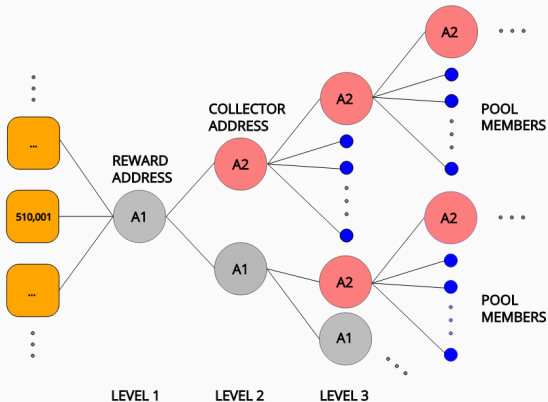 A2
COLLECTOR
ADDRESS
A2
POOL
MEMBERS
...
REWARD
ADDRESS
A2
510,001
A1
A2
A1
A2
...
POOL
MEMBERS
A1
LEVEL 1
LEVEL 2
LEVEL 3